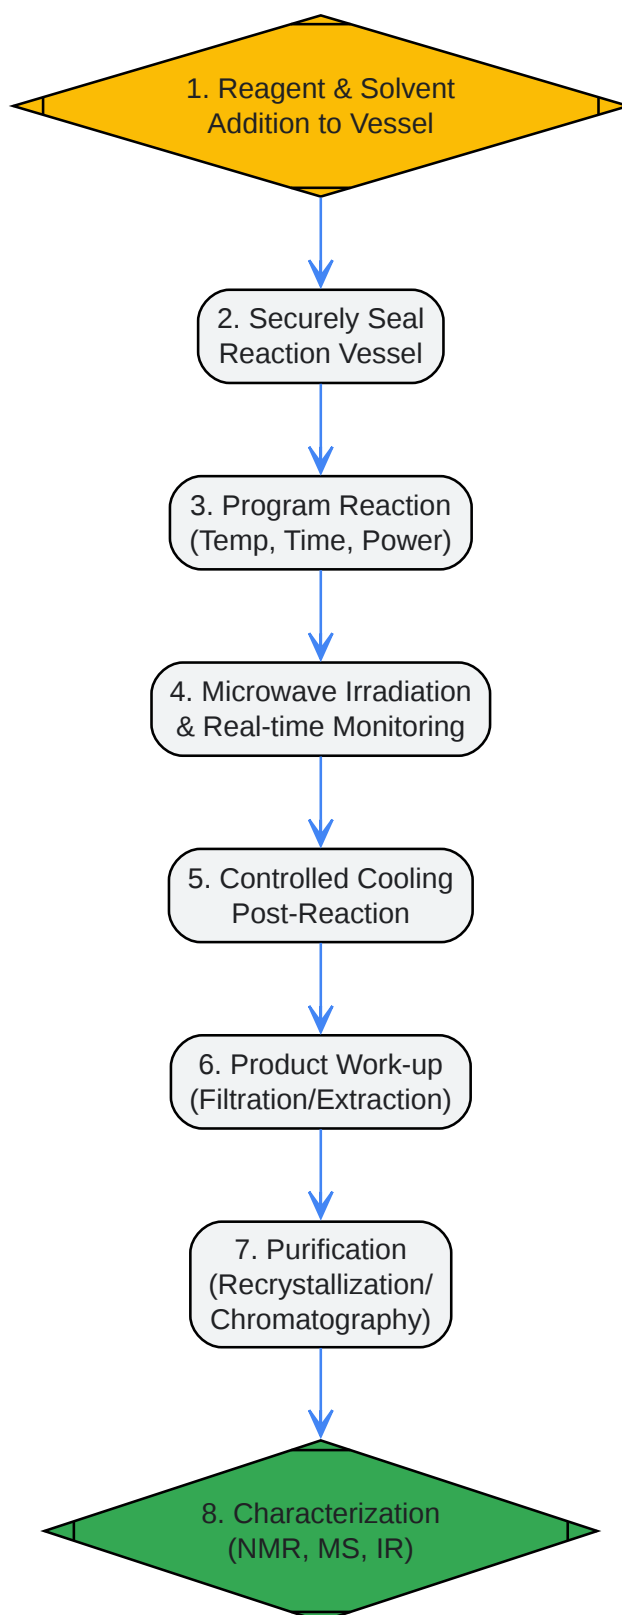 1. Reagent & Solvent
Addition to Vessel
2. Securely Seal
Reaction Vessel
3. Program Reaction
(Temp, Time, Power)
4. Microwave Irradiation
& Real-time Monitoring
5. Controlled Cooling
Post-Reaction
6. Product Work-up
(Filtration/Extraction)
7. Purification
(Recrystallization/
Chromatography)
8. Characterization
(NMR, MS, IR)